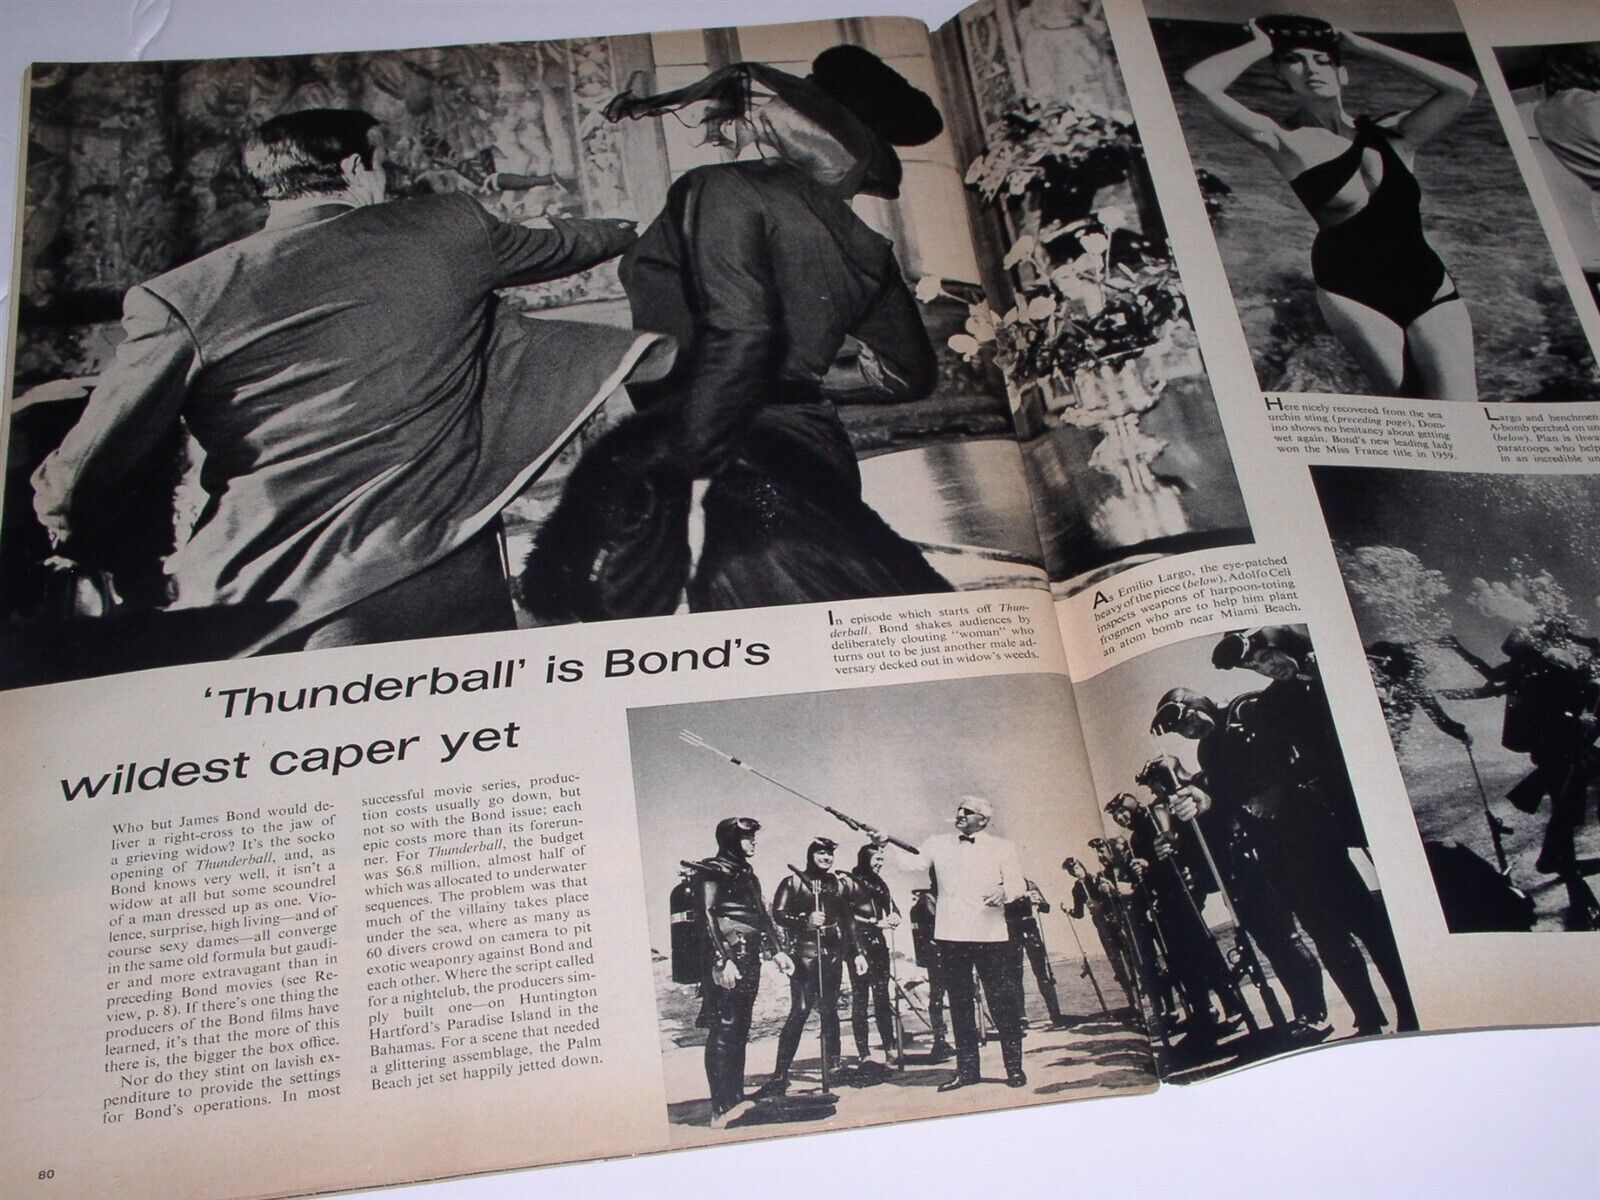 'Thunderball' is Bond's
wildest caper yet
Who but James Bond would de-
liver a right-cross to the jaw of
a grieving widow? It's the socko
opening of Thunderball, and, as
Bond knows very well, it isn't a
widow at all but some scoundrel
of a man dressed up as one. Vio-
lence, surprise, high living—and of
course sexy dames—all converge
in the same old formula but gaudi-
er and more extravagant than in
preceding Bond movies (see Re-
view, p. 8). If there's one thing the
producers of the Bond films have
learned, it's that the more of this
there is, the bigger the box office.
Nor do they stint on lavish ex-
penditure to provide the settings
for Bond's operations. In most
successful movie series, produc-
tion costs usually go down, but
not so with the Bond issue; each
epic costs more than its forerun-
ner. For Thunderball, the budget
was $6.8 million, almost half of
which was allocated to underwater
sequences. The problem was that
much of the villainy takes place
under the sea, where as many as
60 divers crowd on camera to pit
exotic weaponry against Bond and
each other. Where the script called
for a nightclub, the producers sim-
ply built one—on Huntington
Hartford's Paradise Island in the
Bahamas. For a scene that needed
a glittering assemblage, the Palm
Beach jet set happily jetted down.
In episode which starts off Thun-
derball, Bond shakes audiences by
deliberately clouting "woman" who
turns out to be just another male ad-
versary decked out in widow's weeds.
As Emilio Largo, the eye-patched
heavy of the piece (below), Adolfo Celi
inspects weapons of harpoon-toting
frogmen who are to help him plant
an atom bomb near Miami Beach.
Here nicely recovered from the sea
urchin sting (preceding page), Dom-
ino shows no hesitancy about getting
wet again. Bond's new leading lady
won the Miss France title in 1959.
Largo and henchmen
A-bomb perched on un
(below). Plan is thwa
paratroops who help
in an incredible un
80